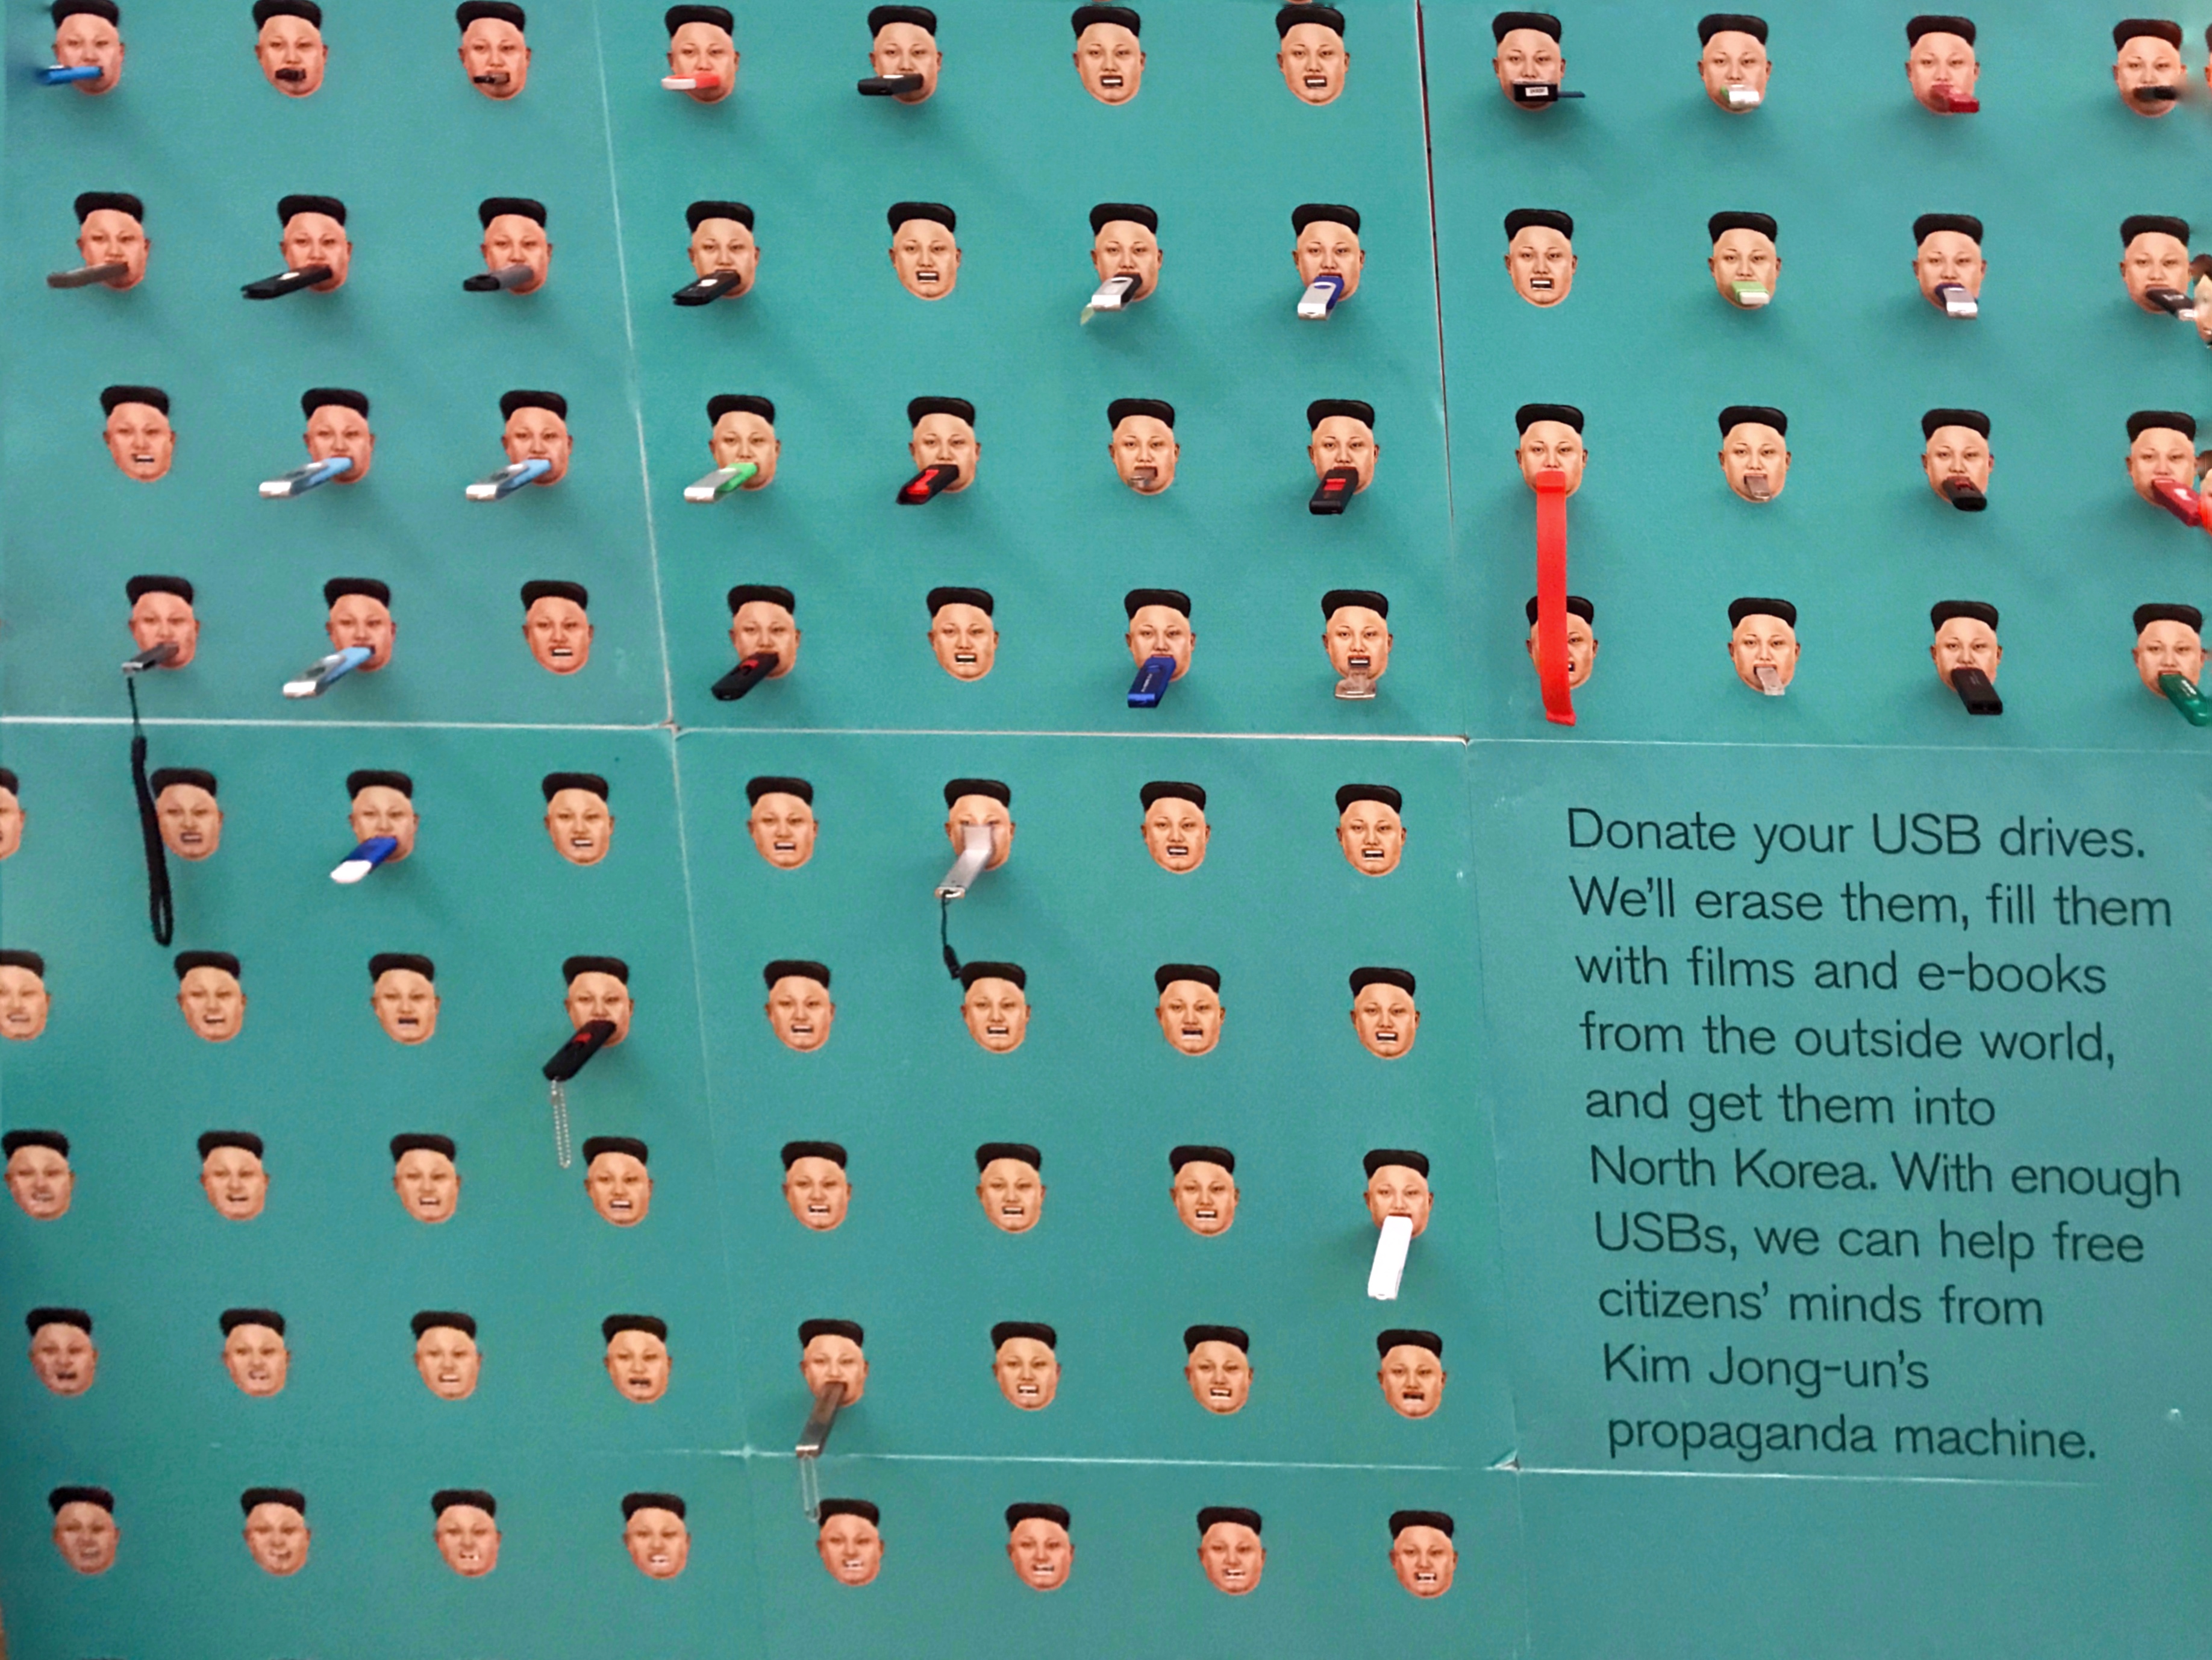 Donate your USB drives.
We'll erase them, fill them
with films and e-books
from the outside world,
and get them into
North Korea. With enough
USBs, we can help free
citizens' minds from
Kim Jong-un's
propaganda machine.